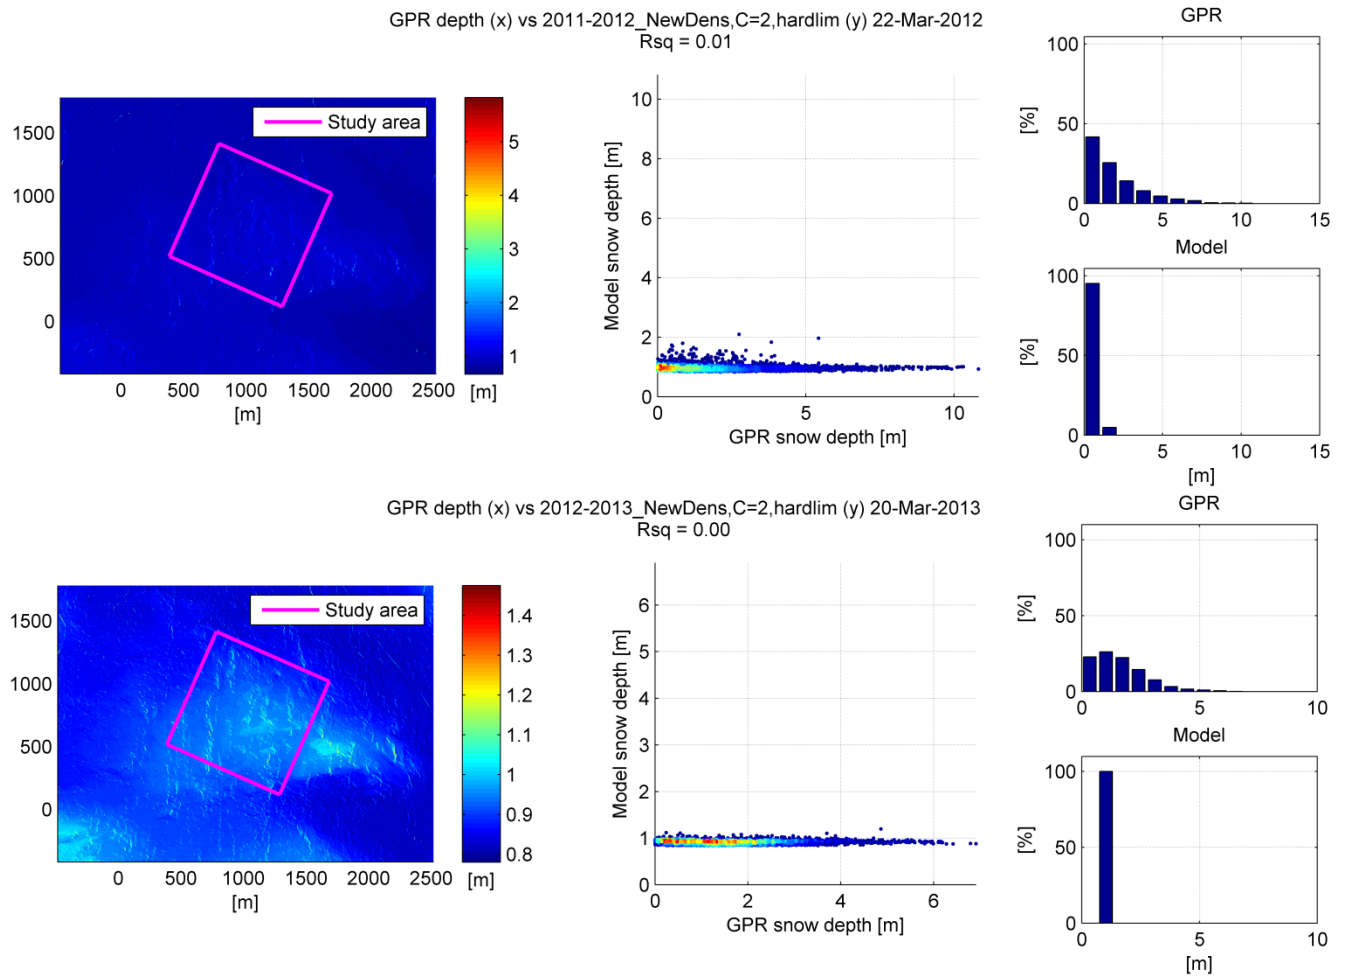 GPR depth (x) vs 2011-2012_NewDens,C=2,hardlim (y) 22-Mar-2012
Rsq = 0.01
Study area
1500
1000
500
0
0 500 1000 1500 2000 2500
[m]
5
4
3
2
1
[m]
Model snow depth [m]
10
8
6
4
2
0
0 5 10
GPR snow depth [m]
GPR
[%]
100
50
0
0 5 10 15
Model
[%]
100
50
0
0 5 10 15
[m]
GPR depth (x) vs 2012-2013_NewDens,C=2,hardlim (y) 20-Mar-2013
Rsq = 0.00
Study area
1500
1000
500
0
0 500 1000 1500 2000 2500
[m]
1.4
1.3
1.2
1.1
1
0.9
0.8
[m]
Model snow depth [m]
6
5
4
3
2
1
0
0 2 4 6
GPR snow depth [m]
GPR
[%]
100
50
0
0 5 10
Model
[%]
100
50
0
0 5 10
[m]